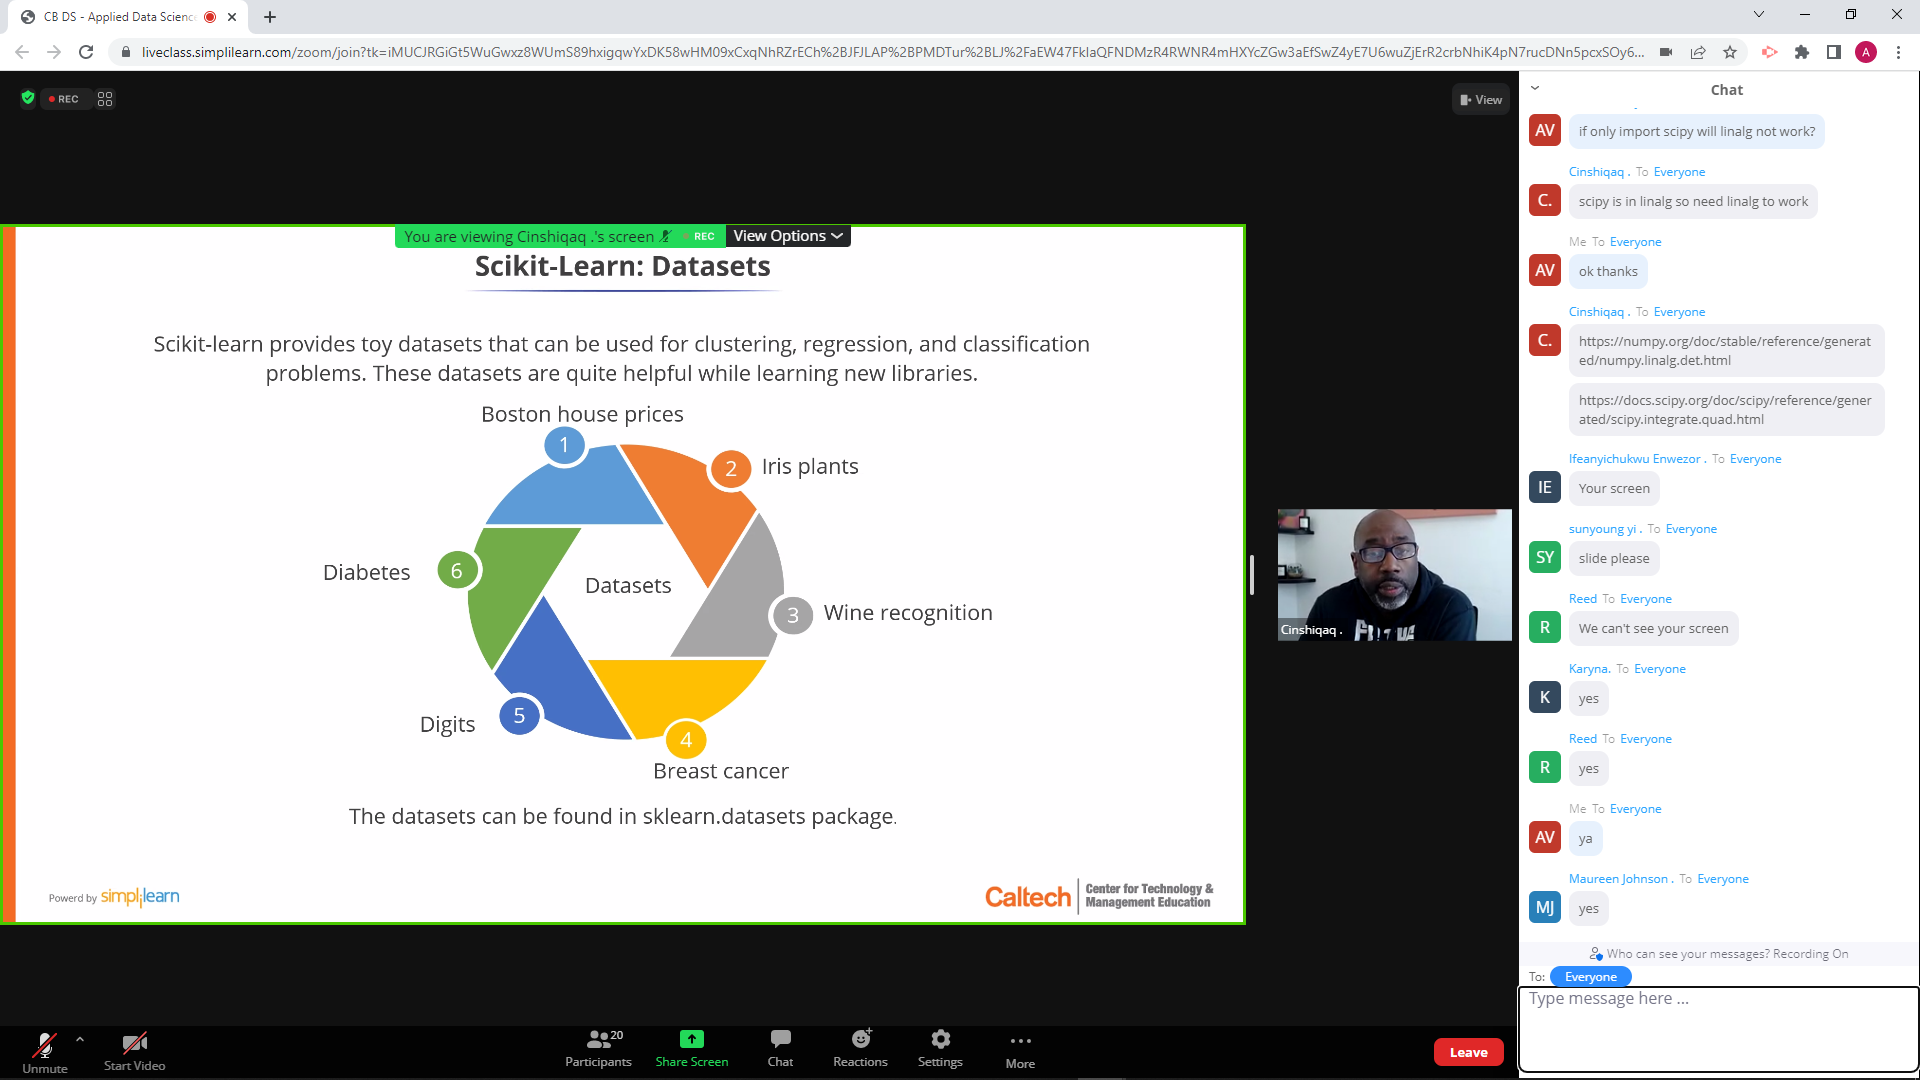 CB DS - Applied Data Scienc
liveclass.simplilearn.com/zoom/join?tk=iMUCJRGiGt5WuGwxz8WUmS89hxigqwYxDK58wHM09xCxqNhRZrECh%2BJFJLAP%2BPMDTur%2BLJ%2FaEW47FklaQFNDMzR4RWNR4mHXYcZGw3aEfSwZ4yE7U6wuZjErR2crbNhiK4pN7rucDNn5pcxSOy6...
A
REC
View
You are viewing Cinshiqaq .'s screen
REC
View Options
Scikit-Learn: Datasets
Scikit-learn provides toy datasets that can be used for clustering, regression, and classification
problems. These datasets are quite helpful while learning new libraries.
Boston house prices
1
2
Iris plants
Diabetes
6
Datasets
3
Wine recognition
Digits
5
4
Breast cancer
The datasets can be found in sklearn.datasets package.
Powered by simplilearn
Caltech
Center for Technology &
Management Education
Cinshiqaq .
Chat
AV
if only import scipy will linalg not work?
Cinshiqaq . To Everyone
C.
scipy is in linalg so need linalg to work
Me To Everyone
AV
ok thanks
Cinshiqaq . To Everyone
C.
https://numpy.org/doc/stable/reference/generat
ed/numpy.linalg.det.html
https://docs.scipy.org/doc/scipy/reference/gener
ated/scipy.integrate.quad.html
Ifeanyichukwu Enwezor . To Everyone
IE
Your screen
sunyoung yi . To Everyone
SY
slide please
Reed To Everyone
R
We can't see your screen
Karyna. To Everyone
K
yes
Reed To Everyone
R
yes
Me To Everyone
AV
ya
Maureen Johnson . To Everyone
MJ
yes
Who can see your messages? Recording On
To: Everyone
Type message here ...
Unmute
Start Video
Participants
20
Share Screen
Chat
Reactions
Settings
More
Leave